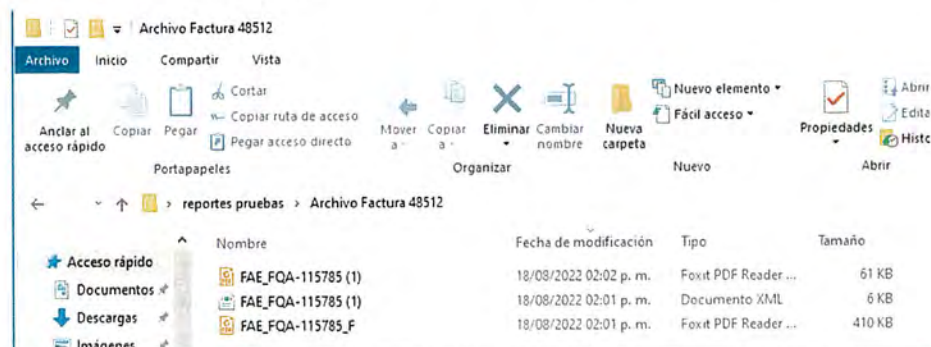 Archivo Factura 48512
Archivo Inicio Compartir Vista
Anclar al acceso rápido
Copiar
Pegar
Cortar
Copiar ruta de acceso
Pegar acceso directo
Portapapeles
Mover a
Copiar a
Eliminar
Cambiar nombre
Organizar
Nueva carpeta
Nuevo elemento
Fácil acceso
Nuevo
Propiedades
Abrir
Edita
Histo
Abrir
reportes pruebas > Archivo Factura 48512
Nombre Fecha de modificación Tipo Tamaño
Acceso rápido
Documentos
Descargas
Imágenes
FAE_FQA-115785 (1) 18/08/2022 02:02 p. m. Foxit PDF Reader ... 61 KB
FAE_FQA-115785 (1) 18/08/2022 02:01 p. m. Documento XML 6 KB
FAE_FQA-115785_F 18/08/2022 02:01 p. m. Foxit PDF Reader ... 410 KB